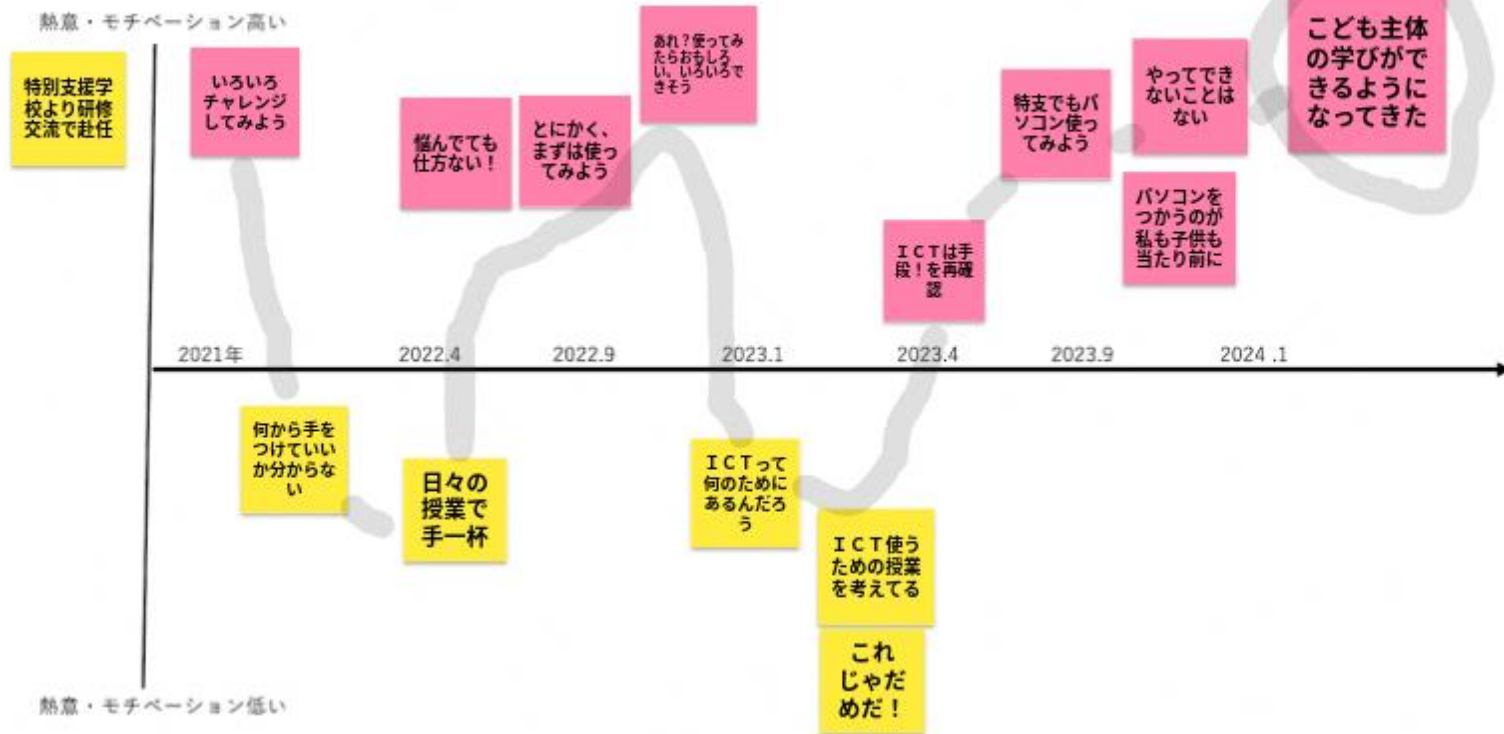 熱意・モチベーション高い
特別支援学
校より研修
交流で赴任
いろいろ
チャレンジ
してみよう
悩んでても
仕方ない！
とにかく、
まずは使っ
てみよう
あれ？使ってみ
たらおもしろ
い。いろいろで
きそう
ＩＣＴは手
段！を再確
認
特支でもパ
ソコン使っ
てみよう
やってでき
ないことは
ない
パソコンを
つかうのが
私も子供も
当たり前に
こども主体
の学びがで
きるように
なってきた
2021年
2022.4
2022.9
2023.1
2023.4
2023.9
2024 .1
何から手を
つけていい
か分からな
い
日々の
授業で
手一杯
ＩＣＴって
何のために
あるんだろ
う
ＩＣＴ使う
ための授業
を考えてる
これ
じゃだ
めだ！
熱意・モチベーション低い